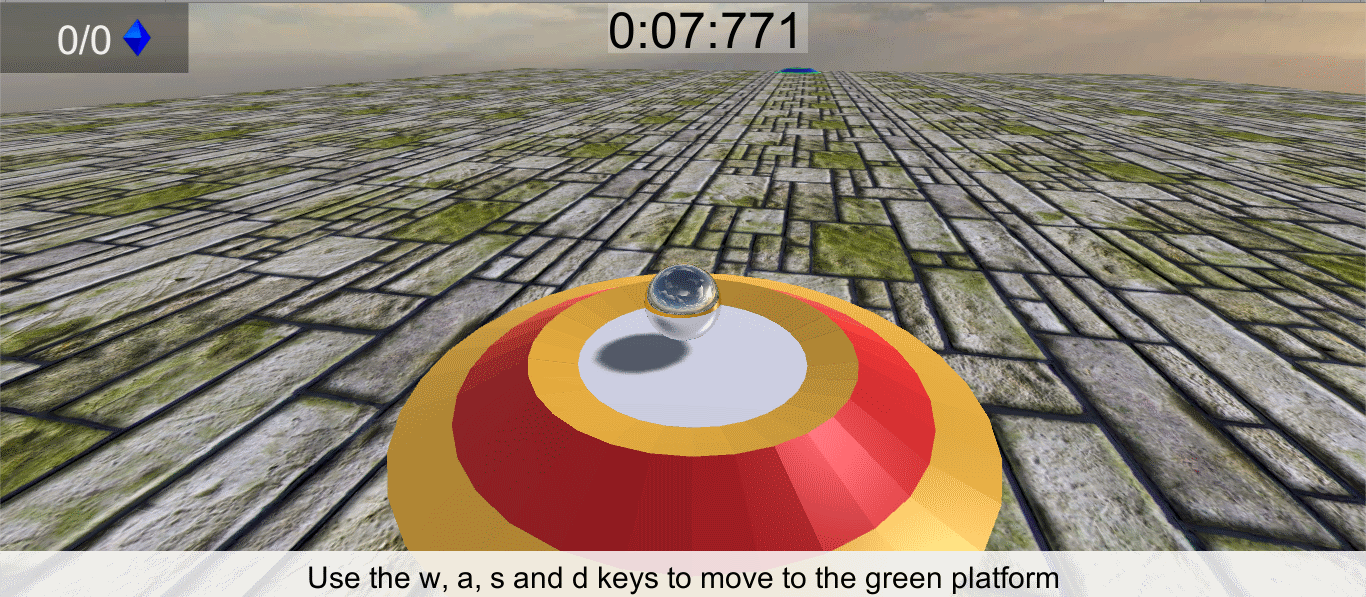 0/0
0:07:771
Use the w, a, s and d keys to move to the green platform